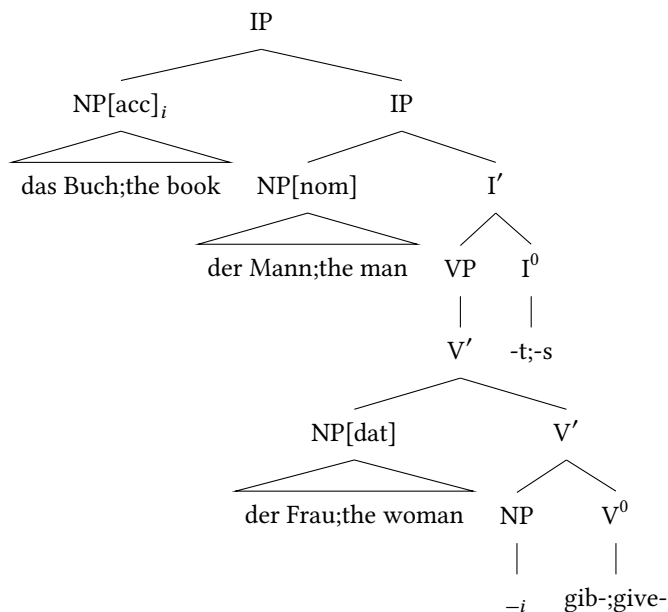 IP
NP[acc]i IP
das Buch;the book NP[nom] I′
der Mann;the man VP I0
V′ -t;-s
NP[dat] V′
der Frau;the woman NP V0
_i gib-;give-